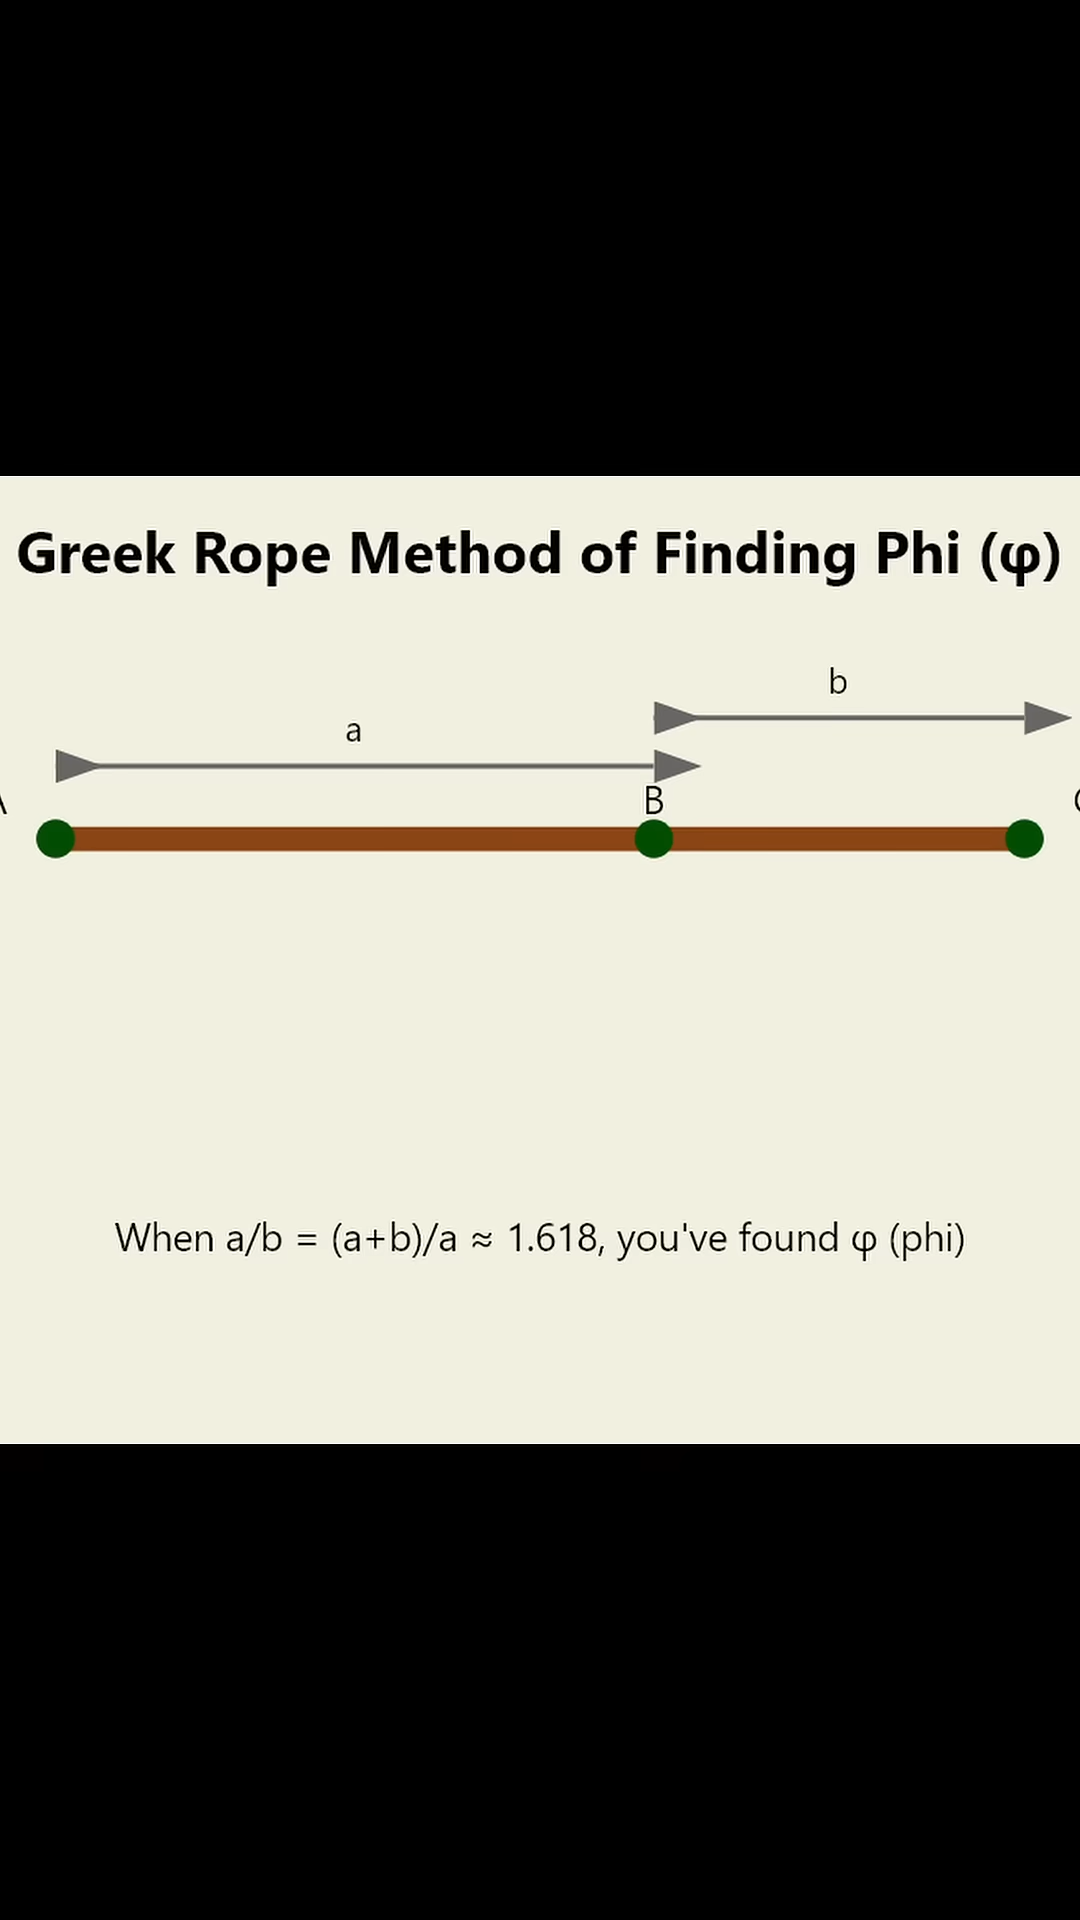 Greek Rope Method of Finding Phi (φ)
b
a
A
B
C
When a/b = (a+b)/a ≈ 1.618, you've found φ (phi)